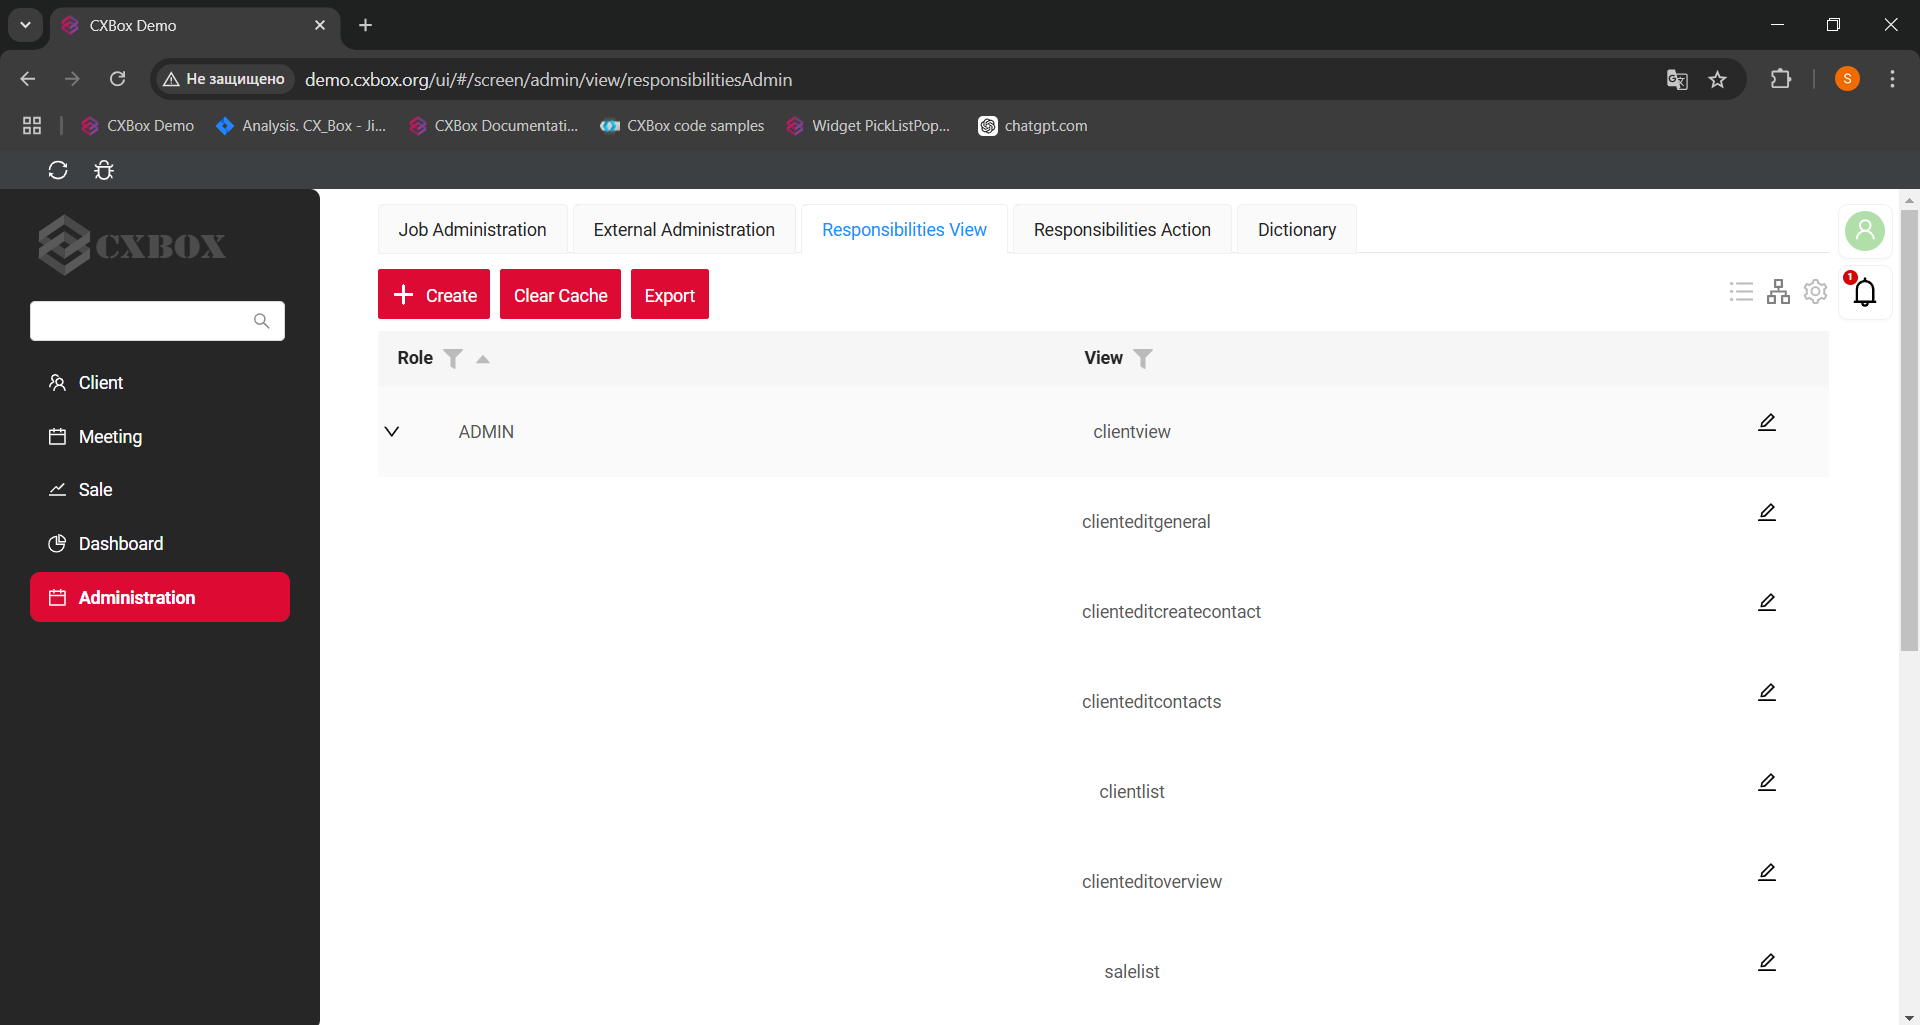 CXBox Demo
Не защищено
demo.cxbox.org/ui/#/screen/admin/view/responsibilitiesAdmin
S
CXBox Demo
Analysis. CX_Box - Ji...
CXBox Documentati...
CXBox code samples
Widget PickListPop...
chatgpt.com
CXBOX
Client
Meeting
Sale
Dashboard
Administration
Job Administration
External Administration
Responsibilities View
Responsibilities Action
Dictionary
Create
Clear Cache
Export
1
Role
View
ADMIN
clientview
clienteditgeneral
clienteditcreatecontact
clienteditcontacts
clientlist
clienteditoverview
salelist